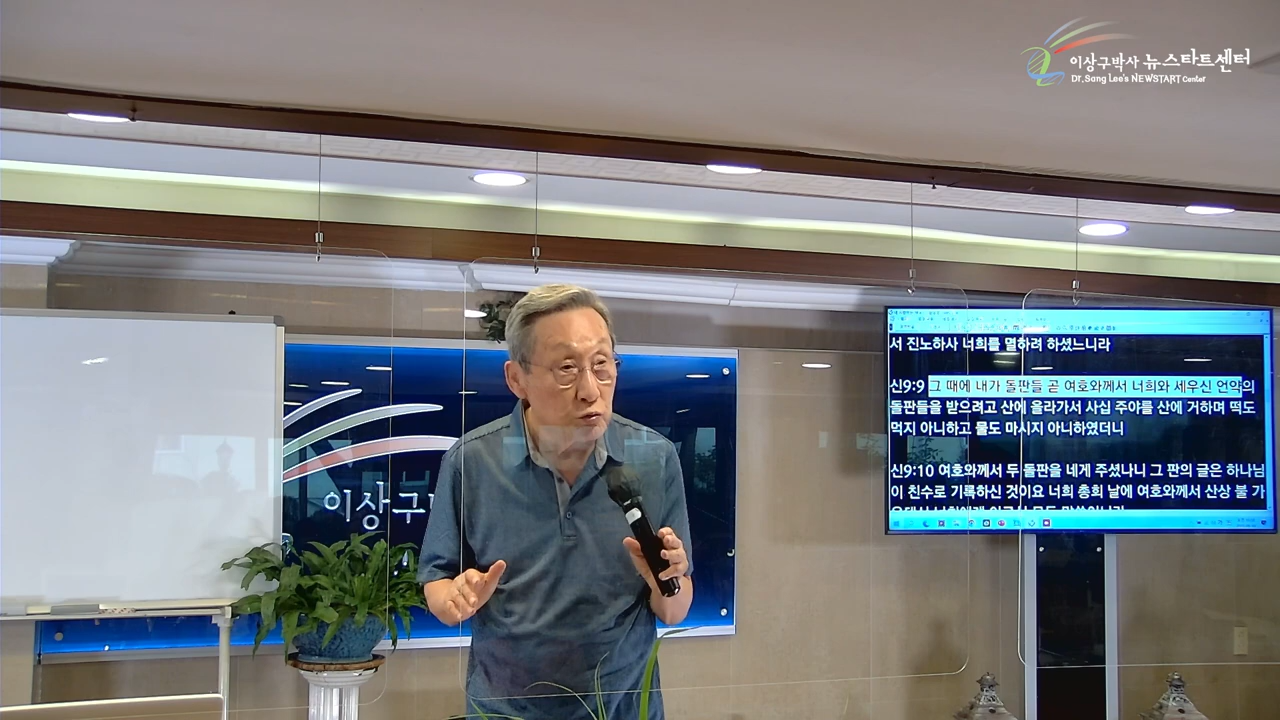 이상구박사 뉴스타트센터
Dr. Sang Lee's NEWSTART Center
서 진노하사 너희를 멸하려 하셨느니라
신9:9 그 때에 내가 돌판들 곧 여호와께서 너희와 세우신 언약의
돌판들을 받으려고 산에 올라가서 사십 주야를 산에 거하며 떡도
먹지 아니하고 물도 마시지 아니하였더니
신9:10 여호와께서 두 돌판을 네게 주셨나니 그 판의 글은 하나님
이 친수로 기록하신 것이요 너희 총회 날에 여호와께서 산상 불 가
이상구